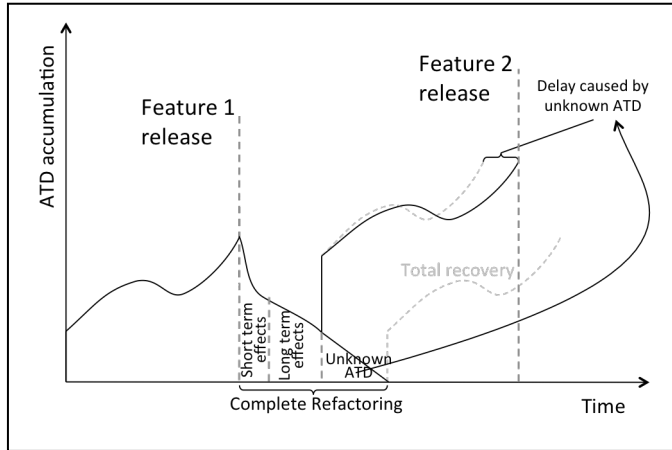 ATD accumulation
Feature 1
release
Feature 2
release
Delay caused by
unknown ATD
Total recovery
Short term
effects
Long term
effects
Unknown
ATD
Complete Refactoring
Time